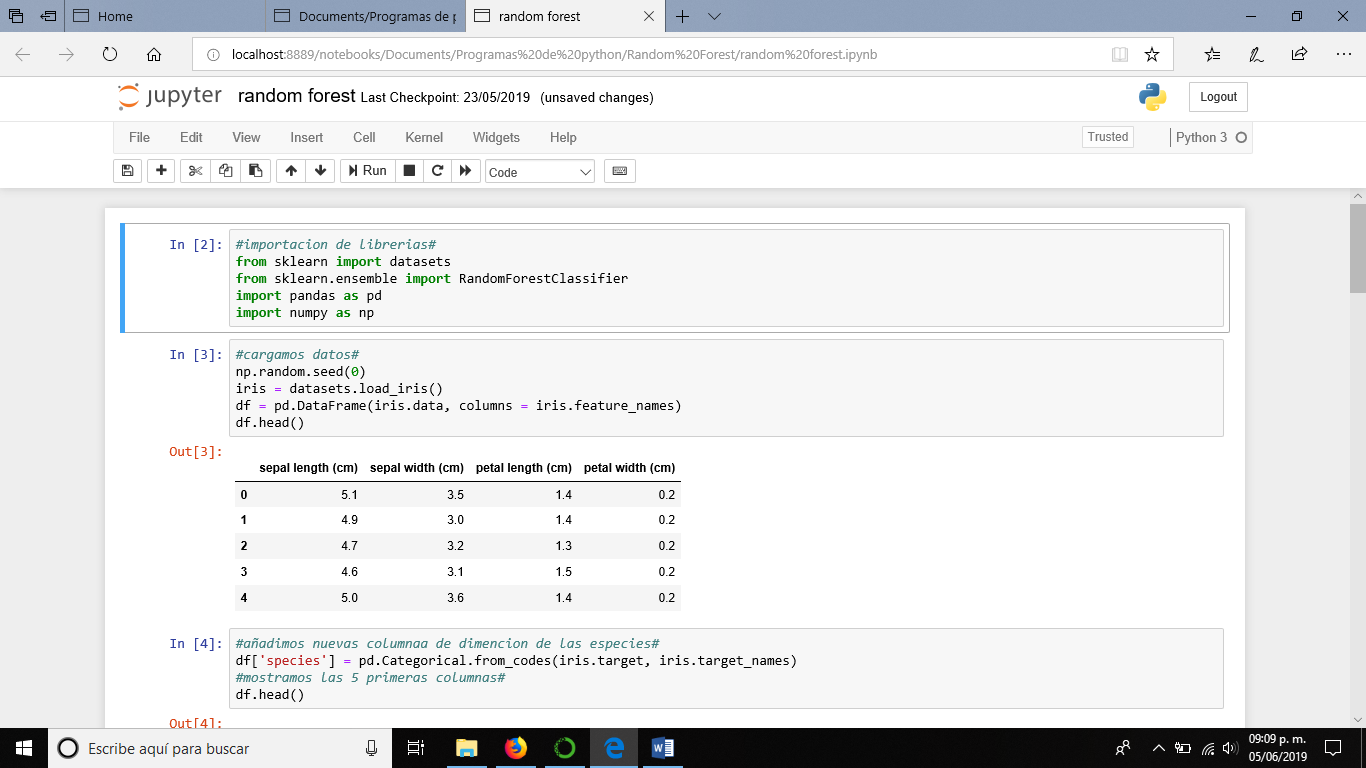 Home
Documents/Programas de p
random forest
localhost:8889/notebooks/Documents/Programas%20de%20python/Random%20Forest/random%20forest.ipynb
jupyter random forest Last Checkpoint: 23/05/2019 (unsaved changes)
Logout
File Edit View Insert Cell Kernel Widgets Help
Trusted
Python 3
Run
Code
In [2]:
#importacion de librerias#
from sklearn import datasets
from sklearn.ensemble import RandomForestClassifier
import pandas as pd
import numpy as np
In [3]:
#cargamos datos#
np.random.seed(0)
iris = datasets.load_iris()
df = pd.DataFrame(iris.data, columns = iris.feature_names)
df.head()
Out[3]:
sepal length (cm) sepal width (cm) petal length (cm) petal width (cm)
0 5.1 3.5 1.4 0.2
1 4.9 3.0 1.4 0.2
2 4.7 3.2 1.3 0.2
3 4.6 3.1 1.5 0.2
4 5.0 3.6 1.4 0.2
In [4]:
#añadimos nuevas columnaa de dimencion de las especies#
df['species'] = pd.Categorical.from_codes(iris.target, iris.target_names)
#mostramos las 5 primeras columnas#
df.head()
Out[4]:
Escribe aquí para buscar
09:09 p. m.
05/06/2019